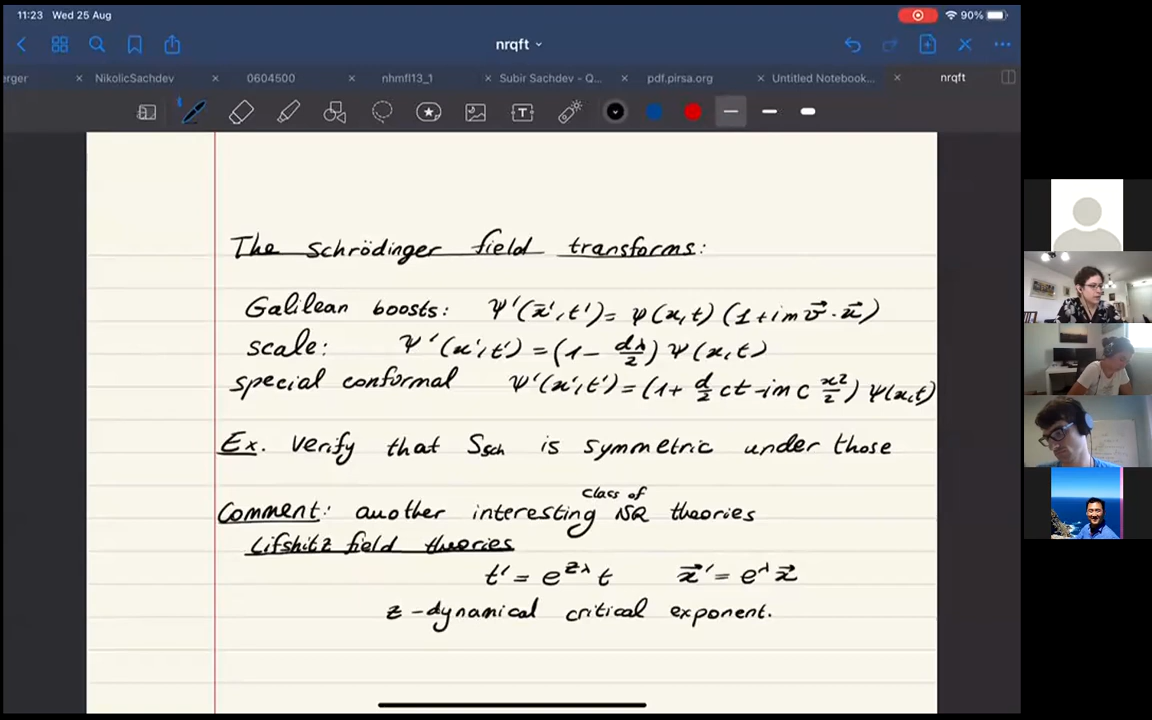 11:23 Wed 25 Aug
90%
nrqft
erger
NikolicSachdev
0604500
nhmfl13_1
Subir Sachdev - Q...
pdf.pirsa.org
Untitled Notebook...
nrqft
The Schrödinger field transforms:
Galilean boosts: ψ'(x⃗',t')= ψ(x,t)(1+imv⃗·x⃗)
scale: ψ'(x',t')=(1-dλ/2)ψ(x,t)
special conformal ψ'(x',t')=(1+d/2 ct-imc x²/2)ψ(x,t)
Ex. Verify that Ssch is symmetric under those
class of
Comment: another interesting NR theories
Lifshitz field theories
t'=e^{zλ}t x⃗'=e^{λ}x⃗
z-dynamical critical exponent.